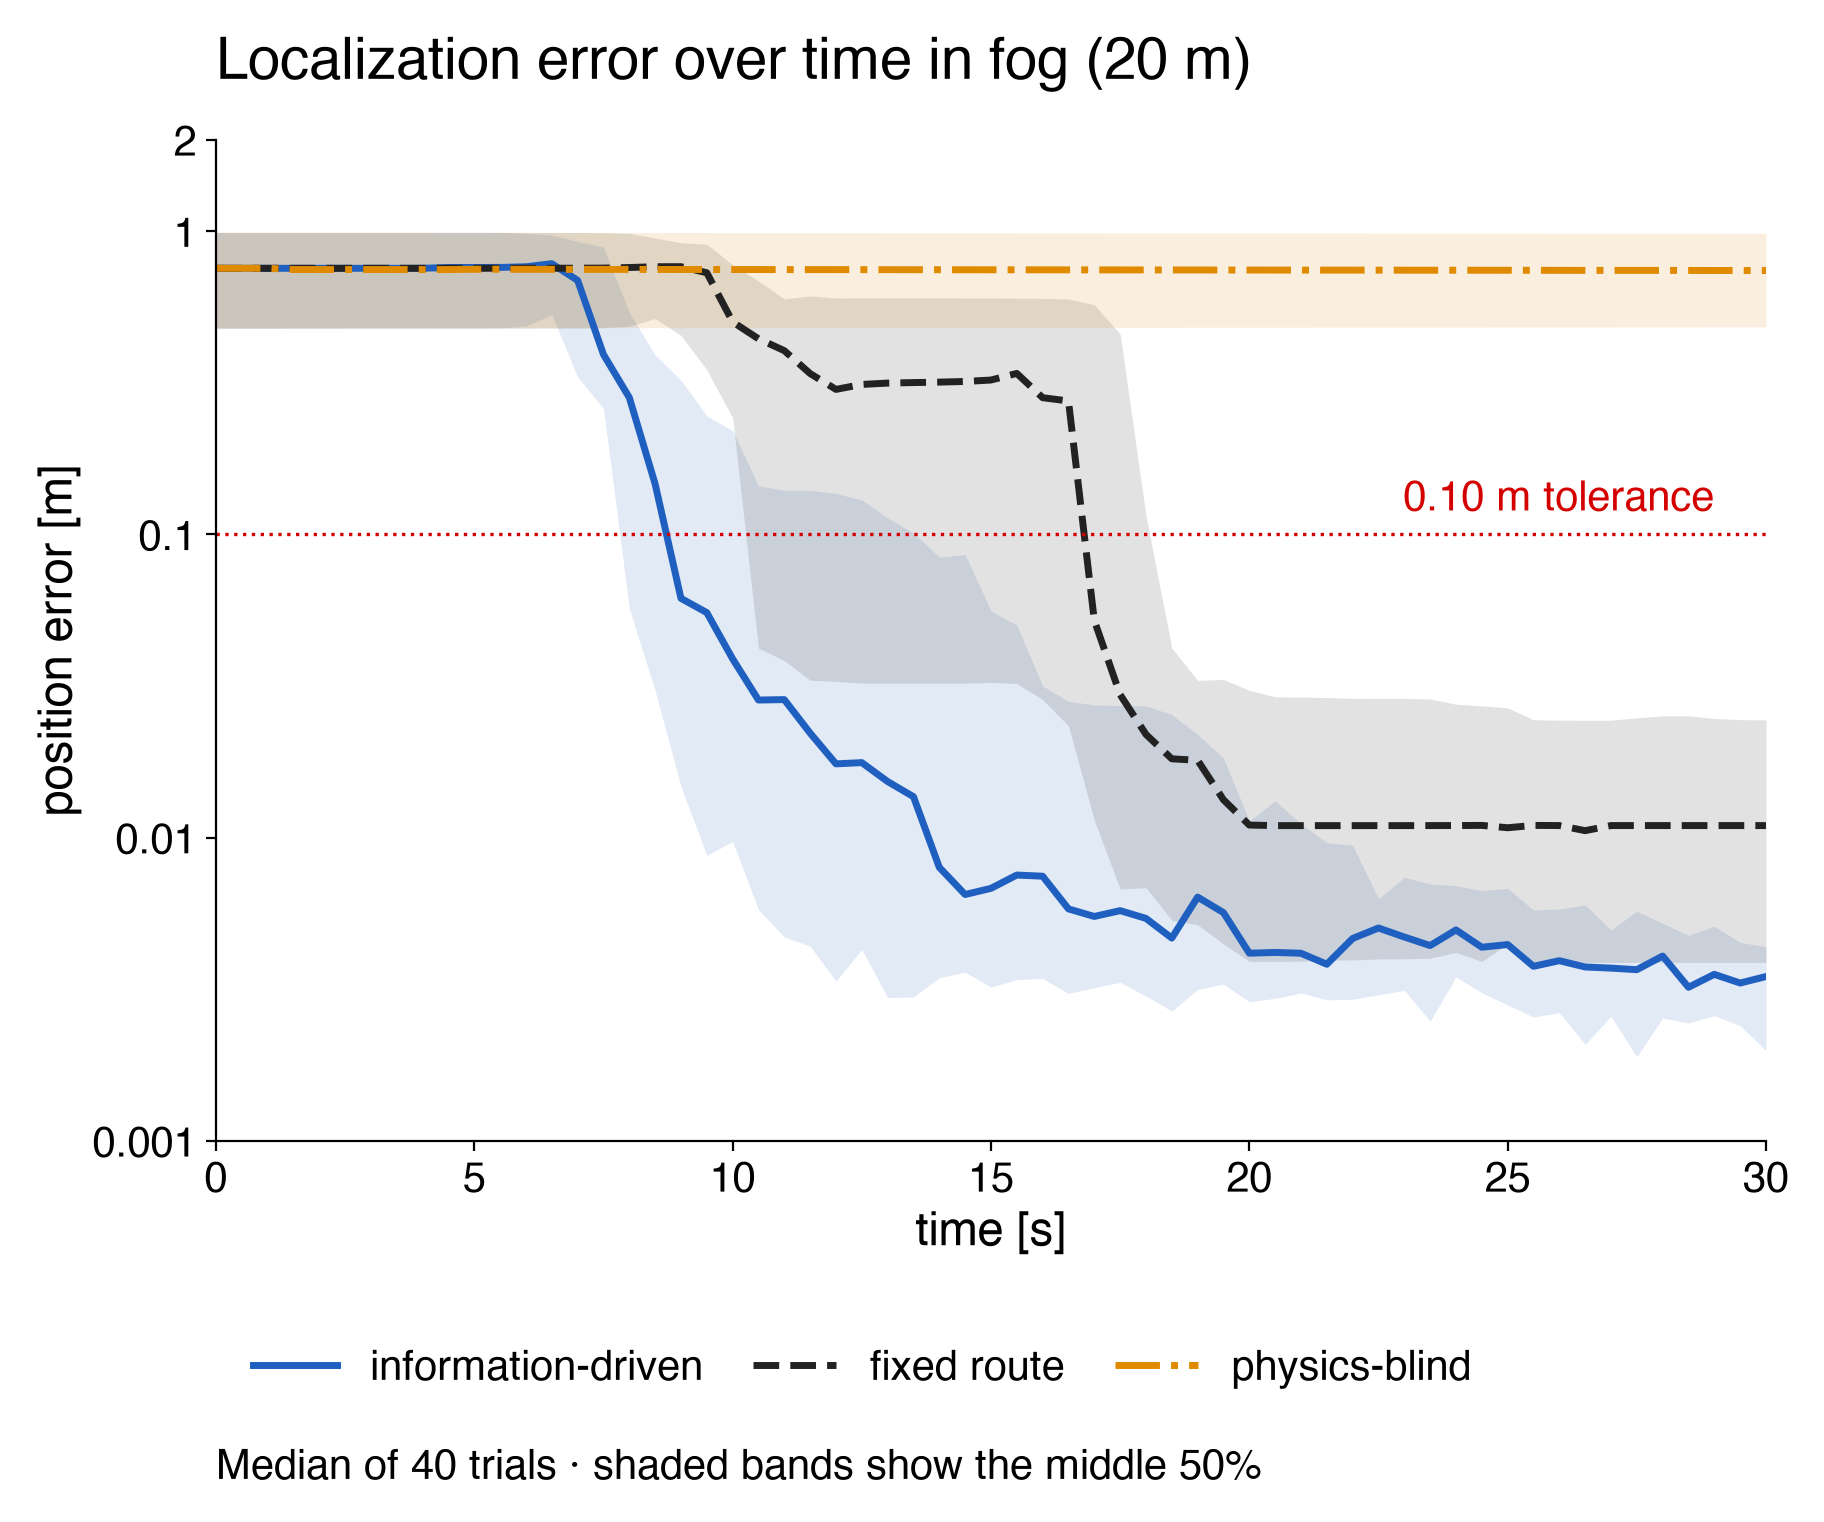 Localization error over time in fog (20 m)
2
1
0.1
0.01
0.001
position error [m]
0.10 m tolerance
0 5 10 15 20 25 30
time [s]
information-driven fixed route physics-blind
Median of 40 trials · shaded bands show the middle 50%